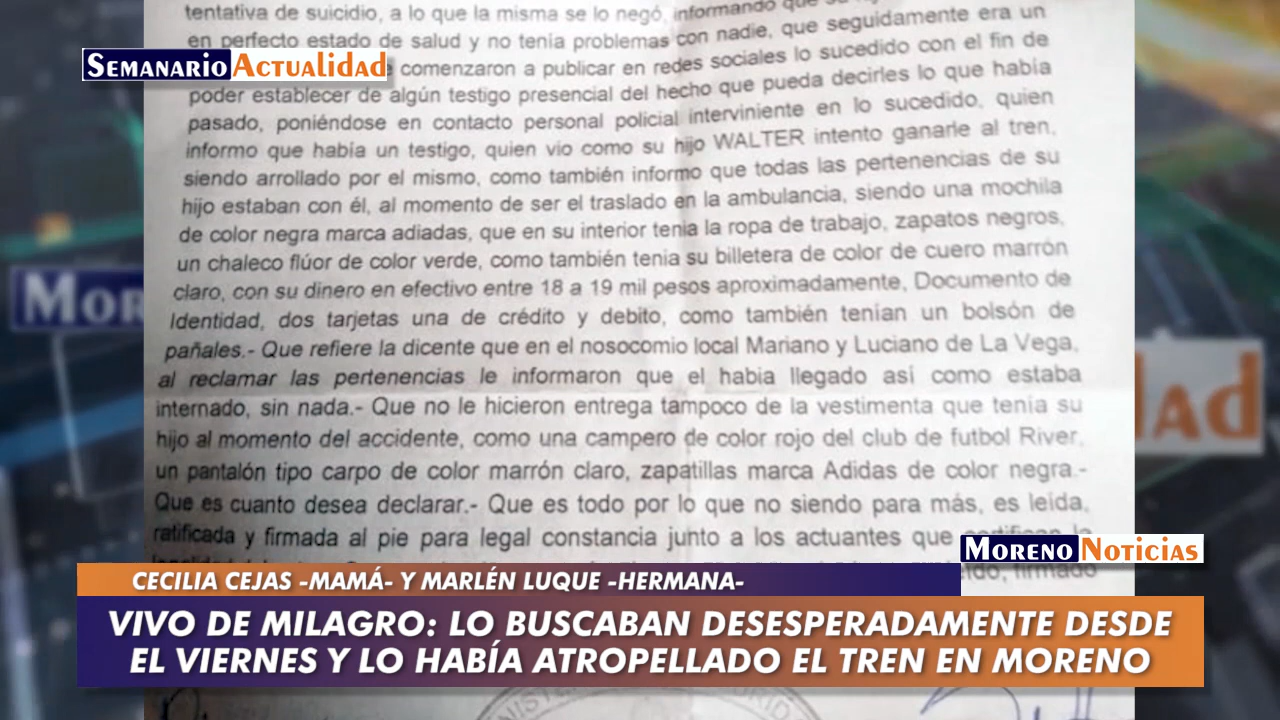 tentativa de suicidio, a lo que la misma se lo negó, informando que su
en perfecto estado de salud y no tenía problemas con nadie, que seguidamente era un
SEMANARIO ACTUALIDAD
comenzaron a publicar en redes sociales lo sucedido con el fin de
poder establecer de algún testigo presencial del hecho que pueda decirles lo que había
pasado, poniéndose en contacto personal policial interviniente en lo sucedido, quien
informo que había un testigo, quien vio como su hijo WALTER intento ganarle al tren,
siendo arrollado por el mismo, como también informo que todas las pertenencias de su
hijo estaban con él, al momento de ser el traslado en la ambulancia, siendo una mochila
de color negra marca adiadas, que en su interior tenia la ropa de trabajo, zapatos negros,
un chaleco flúor de color verde, como también tenia su billetera de color de cuero marrón
claro, con su dinero en efectivo entre 18 a 19 mil pesos aproximadamente, Documento de
Identidad, dos tarjetas una de crédito y debito, como también tenían un bolsón de
pañales.- Que refiere la dicente que en el nosocomio local Mariano y Luciano de La Vega,
al reclamar las pertenencias le informaron que el habia llegado así como estaba
internado, sin nada.- Que no le hicieron entrega tampoco de la vestimenta que tenía su
hijo al momento del accidente, como una campero de color rojo del club de futbol River,
un pantalón tipo carpo de color marrón claro, zapatillas marca Adidas de color negra.-
Que es cuanto desea declarar.- Que es todo por lo que no siendo para más, es leída,
ratificada y firmada al pie para legal constancia junto a los actuantes que certifican la
firmado
MORENO NOTICIAS
CECILIA CEJAS -MAMÁ- Y MARLÉN LUQUE -HERMANA-
VIVO DE MILAGRO: LO BUSCABAN DESESPERADAMENTE DESDE
EL VIERNES Y LO HABÍA ATROPELLADO EL TREN EN MORENO